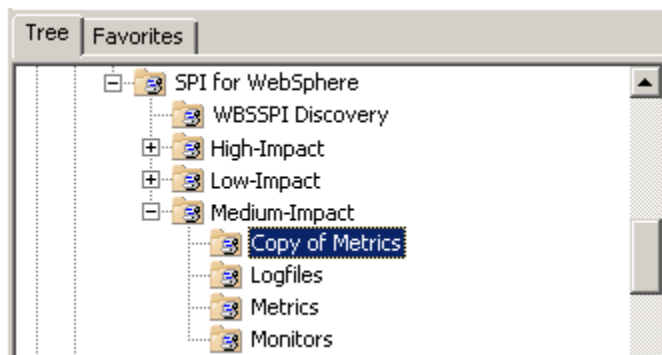 Tree Favorites
SPI for WebSphere
WBSSPI Discovery
High-Impact
Low-Impact
Medium-Impact
Copy of Metrics
Logfiles
Metrics
Monitors